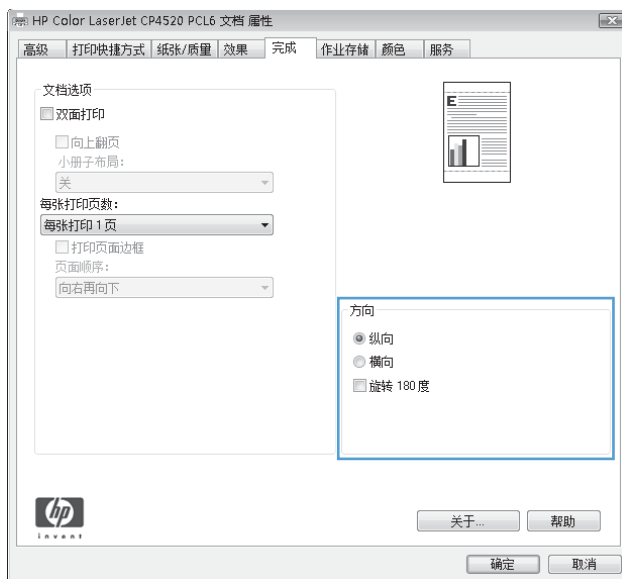 HP Color LaserJet CP4520 PCL6 文档 属性
高级 打印快捷方式 纸张/质量 效果 完成 作业存储 颜色 服务
文档选项
双面打印
向上翻页
小册子布局:
关
每张打印页数:
每张打印 1 页
打印页面边框
页面顺序:
向右再向下
E
方向
纵向
横向
旋转 180 度
hp
invent
关于... 帮助
确定 取消